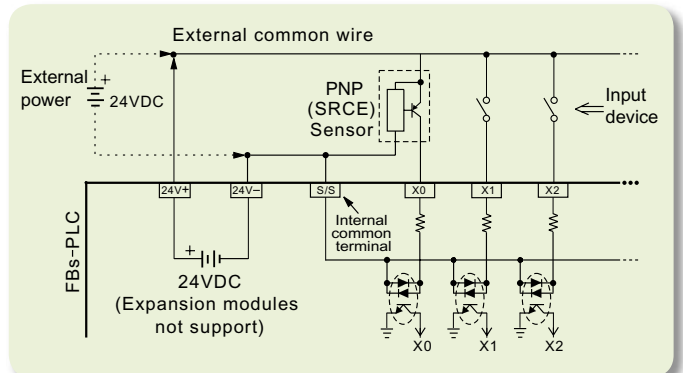 External common wire
External
power
+
24VDC
PNP
(SRCE)
Sensor
Input
device
24V+
24V−
S/S
X0
X1
X2
FBs-PLC
Internal
common
terminal
+
24VDC
(Expansion modules
not support)
X0
X1
X2